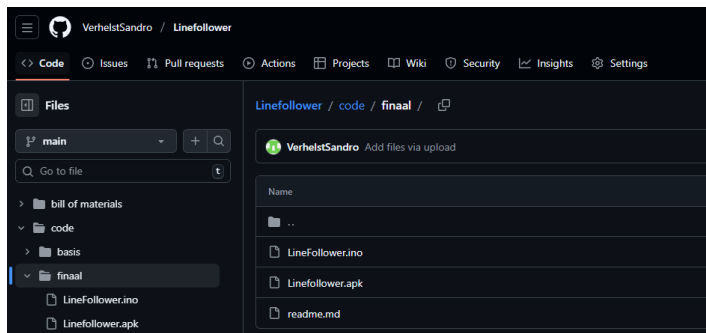 VerhelstSandro / Linefollower
Code Issues Pull requests Actions Projects Wiki Security Insights Settings
Files
main
Go to file t
bill of materials
code
basis
finaal
LineFollower.ino
Linefollower.apk
Linefollower / code / finaal /
VerhelstSandro Add files via upload
Name
..
LineFollower.ino
Linefollower.apk
readme.md